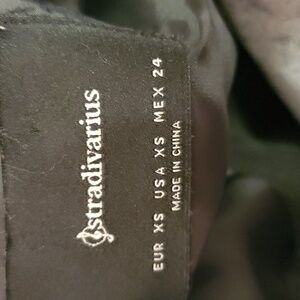 stradivarius
EUR XS USA XS MEX 24
MADE IN CHINA